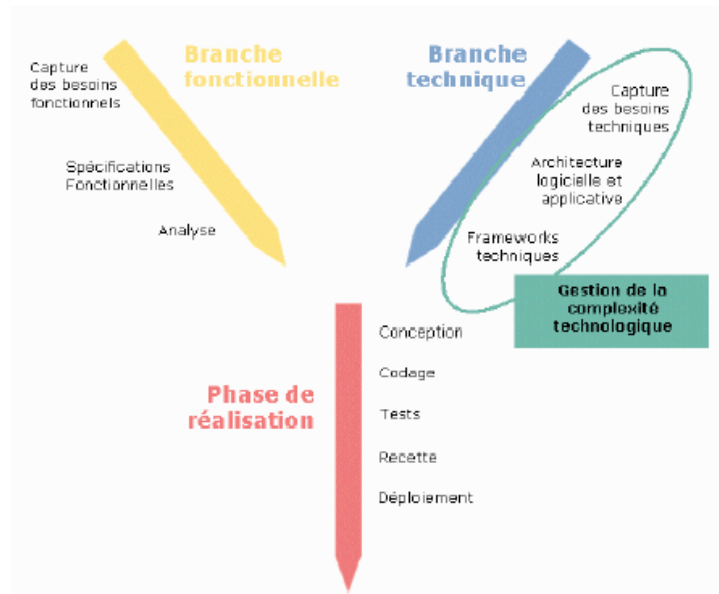 Branche
fonctionnelle
Capture
des besoins
fonctionnels
Spécifications
Fonctionnelles
Analyse
Branche
technique
Capture
des besoins
techniques
Architecture
logicielle et
applicative
Frameworks
techniques
Gestion de la
complexité
technologique
Phase de
réalisation
Conception
Codage
Tests
Recette
Déploiement